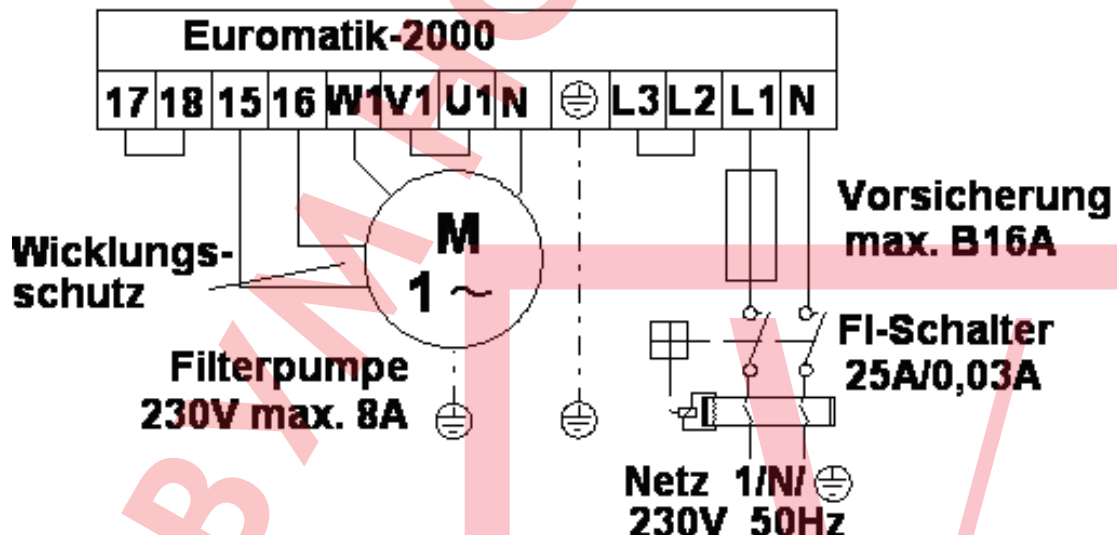 Euromatik-2000
17 18 15 16 W1 V1 U1 N L3 L2 L1 N
Vorsicherung
max. B16A
M
1 ~
Wicklungs-
schutz
FI-Schalter
25A/0,03A
Filterpumpe
230V max. 8A
Netz 1/N/
230V 50Hz